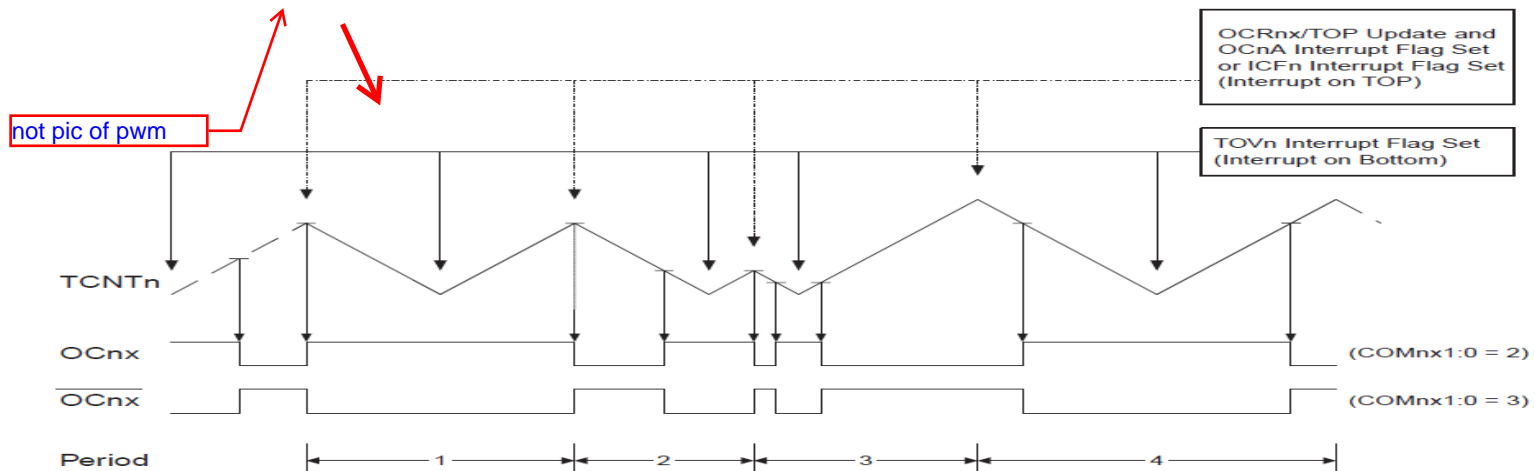 OCRnx/TOP Update and
OCnA Interrupt Flag Set
or ICFn Interrupt Flag Set
(Interrupt on TOP)
not pic of pwm
TOVn Interrupt Flag Set
(Interrupt on Bottom)
TCNTn
OCnx
(COMnx1:0 = 2)
OCnx
(COMnx1:0 = 3)
Period
1
2
3
4